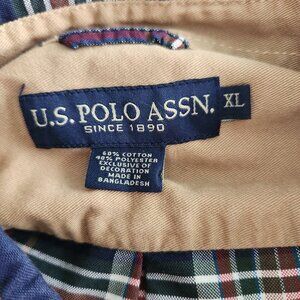 U.S. POLO ASSN. XL
SINCE 1890
60% COTTON
40% POLYESTER
EXCLUSIVE OF
DECORATION
MADE IN
BANGLADESH